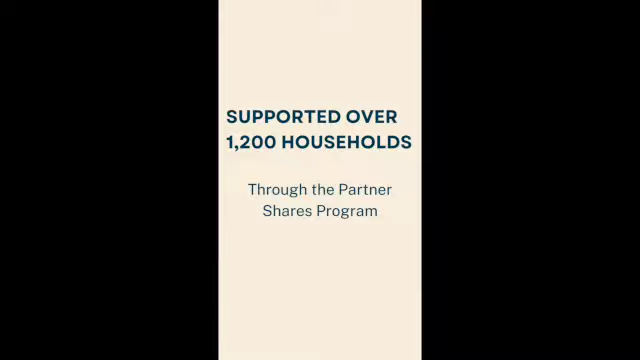 SUPPORTED OVER
1,200 HOUSEHOLDS
Through the Partner
Shares Program